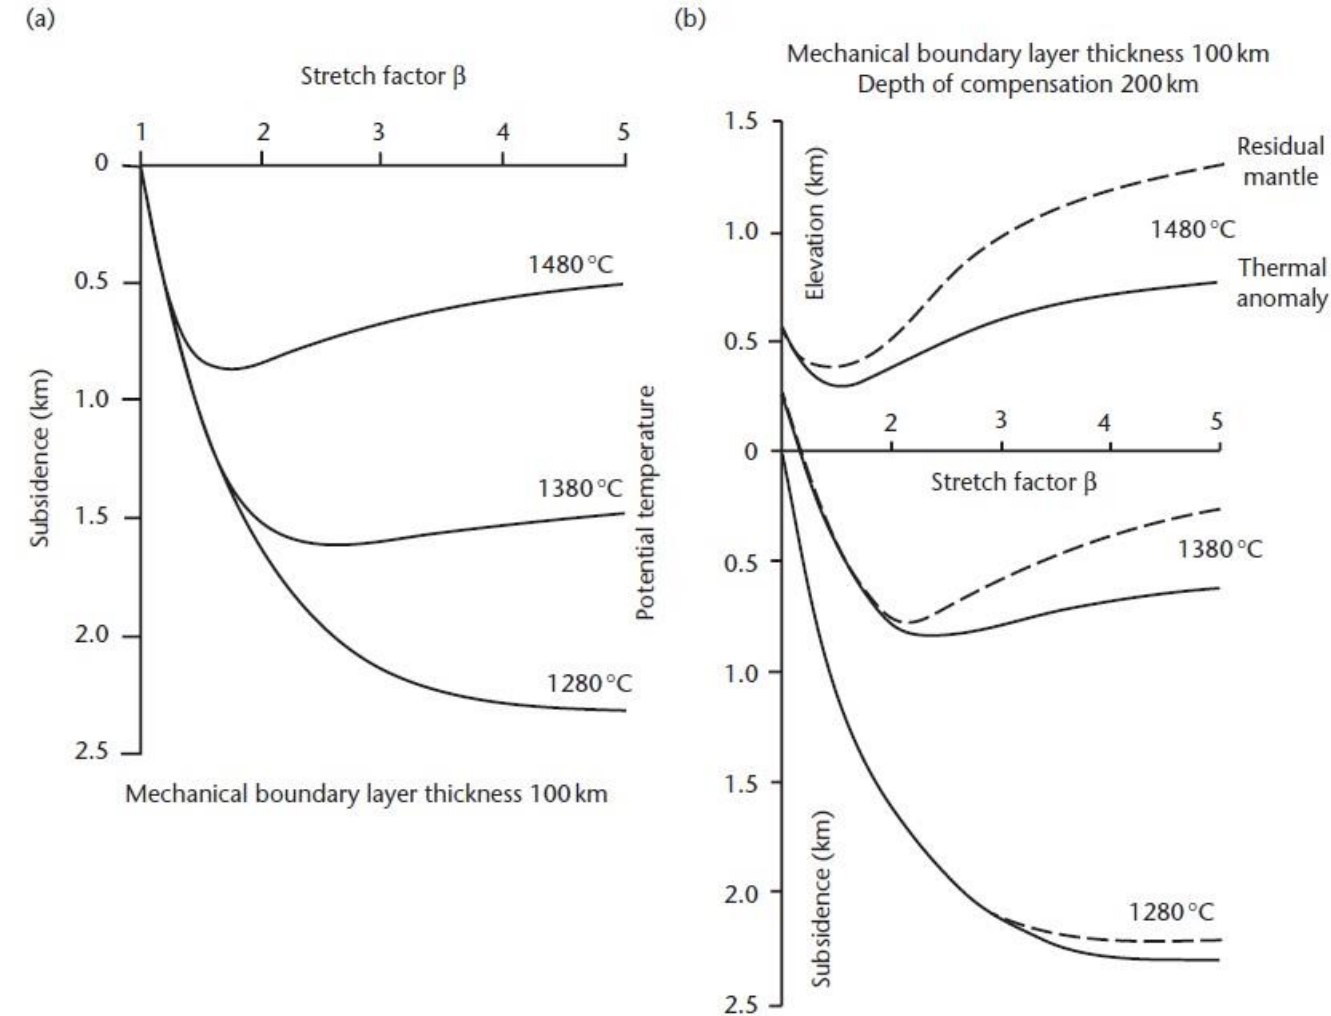 (a)
Stretch factor β
1 2 3 4 5
0
0.5
1.0
1.5
2.0
2.5
Subsidence (km)
1480 °C
1380 °C
1280 °C
Potential temperature
Mechanical boundary layer thickness 100 km
(b)
Mechanical boundary layer thickness 100 km
Depth of compensation 200 km
1.5
1.0
0.5
0
0.5
1.0
1.5
2.0
2.5
Elevation (km)
Residual
mantle
1480 °C
Thermal
anomaly
2 3 4 5
Stretch factor β
1380 °C
1280 °C
Subsidence (km)